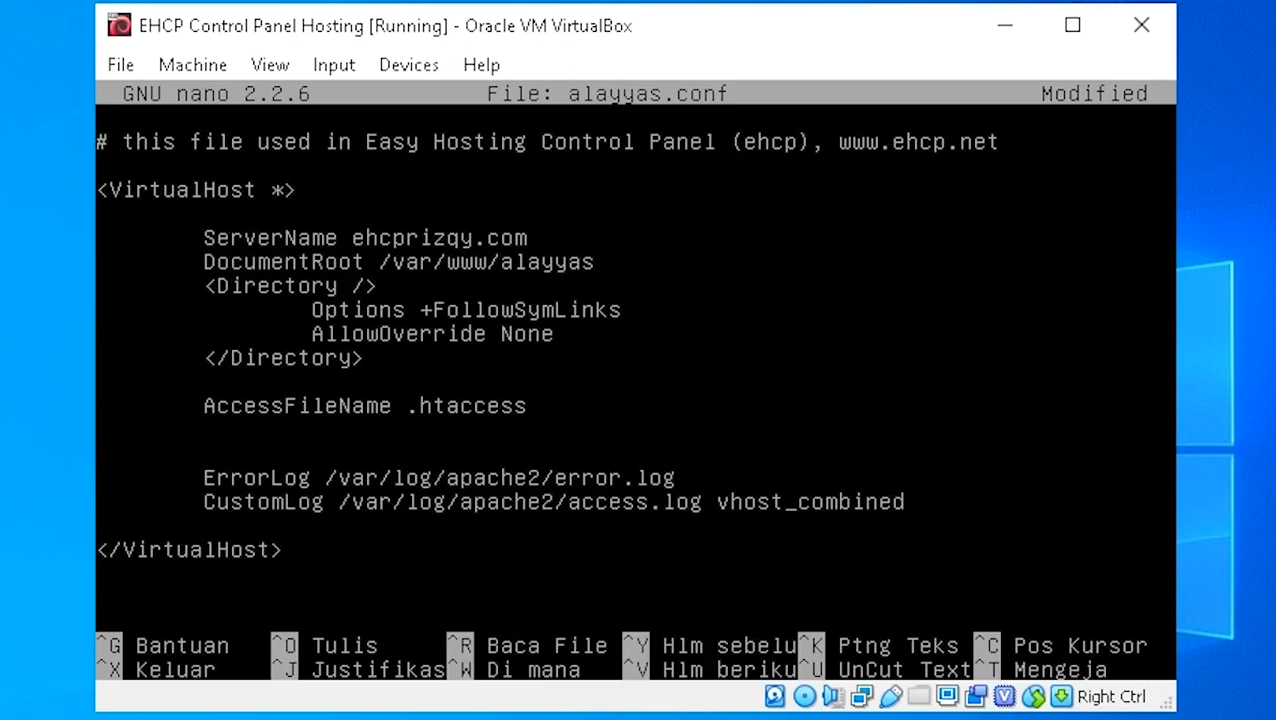 EHCP Control Panel Hosting [Running] - Oracle VM VirtualBox
File Machine View Input Devices Help
GNU nano 2.2.6 File: alayyas.conf Modified
# this file used in Easy Hosting Control Panel (ehcp), www.ehcp.net
<VirtualHost *>
ServerName ehcprizqy.com
DocumentRoot /var/www/alayyas
<Directory />
Options +FollowSymLinks
AllowOverride None
</Directory>
AccessFileName .htaccess
ErrorLog /var/log/apache2/error.log
CustomLog /var/log/apache2/access.log vhost_combined
</VirtualHost>
^G Bantuan ^O Tulis ^R Baca File ^Y Hlm sebelu^K Ptng Teks ^C Pos Kursor
^X Keluar ^J Justifikas^W Di mana ^V Hlm beriku^U UnCut Text^T Mengeja
Right Ctrl